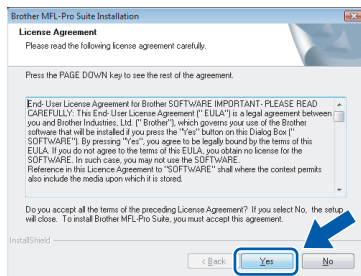 Brother MFL-Pro Suite Installation
License Agreement
Please read the following license agreement carefully.
Press the PAGE DOWN key to see the rest of the agreement.
End- User License Agreement for Brother SOFTWARE IMPORTANT- PLEASE READ
CAREFULLY: This End- User License Agreement (" EULA") is a legal agreement between
you and Brother Industries, Ltd. (" Brother"), which governs your use of the Brother
software that will be installed if you press the "Yes" button on this Dialog Box ("
SOFTWARE"). By pressing "Yes", you agree to be legally bound by the terms of this
EULA. If you do not agree to the terms of this EULA, you obtain no license for the
SOFTWARE. In such case, you may not use the SOFTWARE.
Reference in this Licence Agreement to "SOFTWARE" shall where the context permits
also include the media upon which it is stored.
Do you accept all the terms of the preceding License Agreement? If you select No, the setup
will close. To install Brother MFL-Pro Suite, you must accept this agreement.
InstallShield
< Back
Yes
No